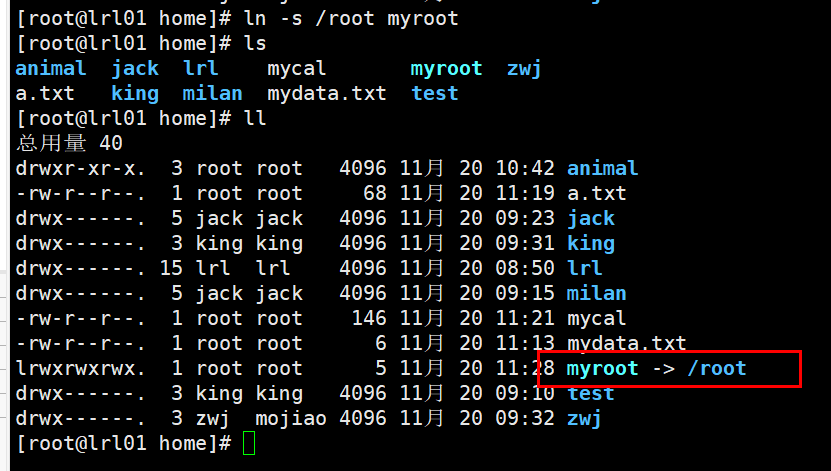 [root@lrl01 home]# ln -s /root myroot
[root@lrl01 home]# ls
animal  jack  lrl    mycal       myroot  zwj
a.txt   king  milan  mydata.txt  test
[root@lrl01 home]# ll
总用量 40
drwxr-xr-x.  3 root root   4096 11月 20 10:42 animal
-rw-r--r--.  1 root root     68 11月 20 11:19 a.txt
drwx------.  5 jack jack   4096 11月 20 09:23 jack
drwx------.  3 king king   4096 11月 20 09:31 king
drwx------. 15 lrl  lrl    4096 11月 20 08:50 lrl
drwx------.  5 jack jack   4096 11月 20 09:15 milan
-rw-r--r--.  1 root root    146 11月 20 11:21 mycal
-rw-r--r--.  1 root root      6 11月 20 11:13 mydata.txt
lrwxrwxrwx.  1 root root      5 11月 20 11:28 myroot -> /root
drwx------.  3 king king   4096 11月 20 09:10 test
drwx------.  3 zwj  mojiao 4096 11月 20 09:32 zwj
[root@lrl01 home]#